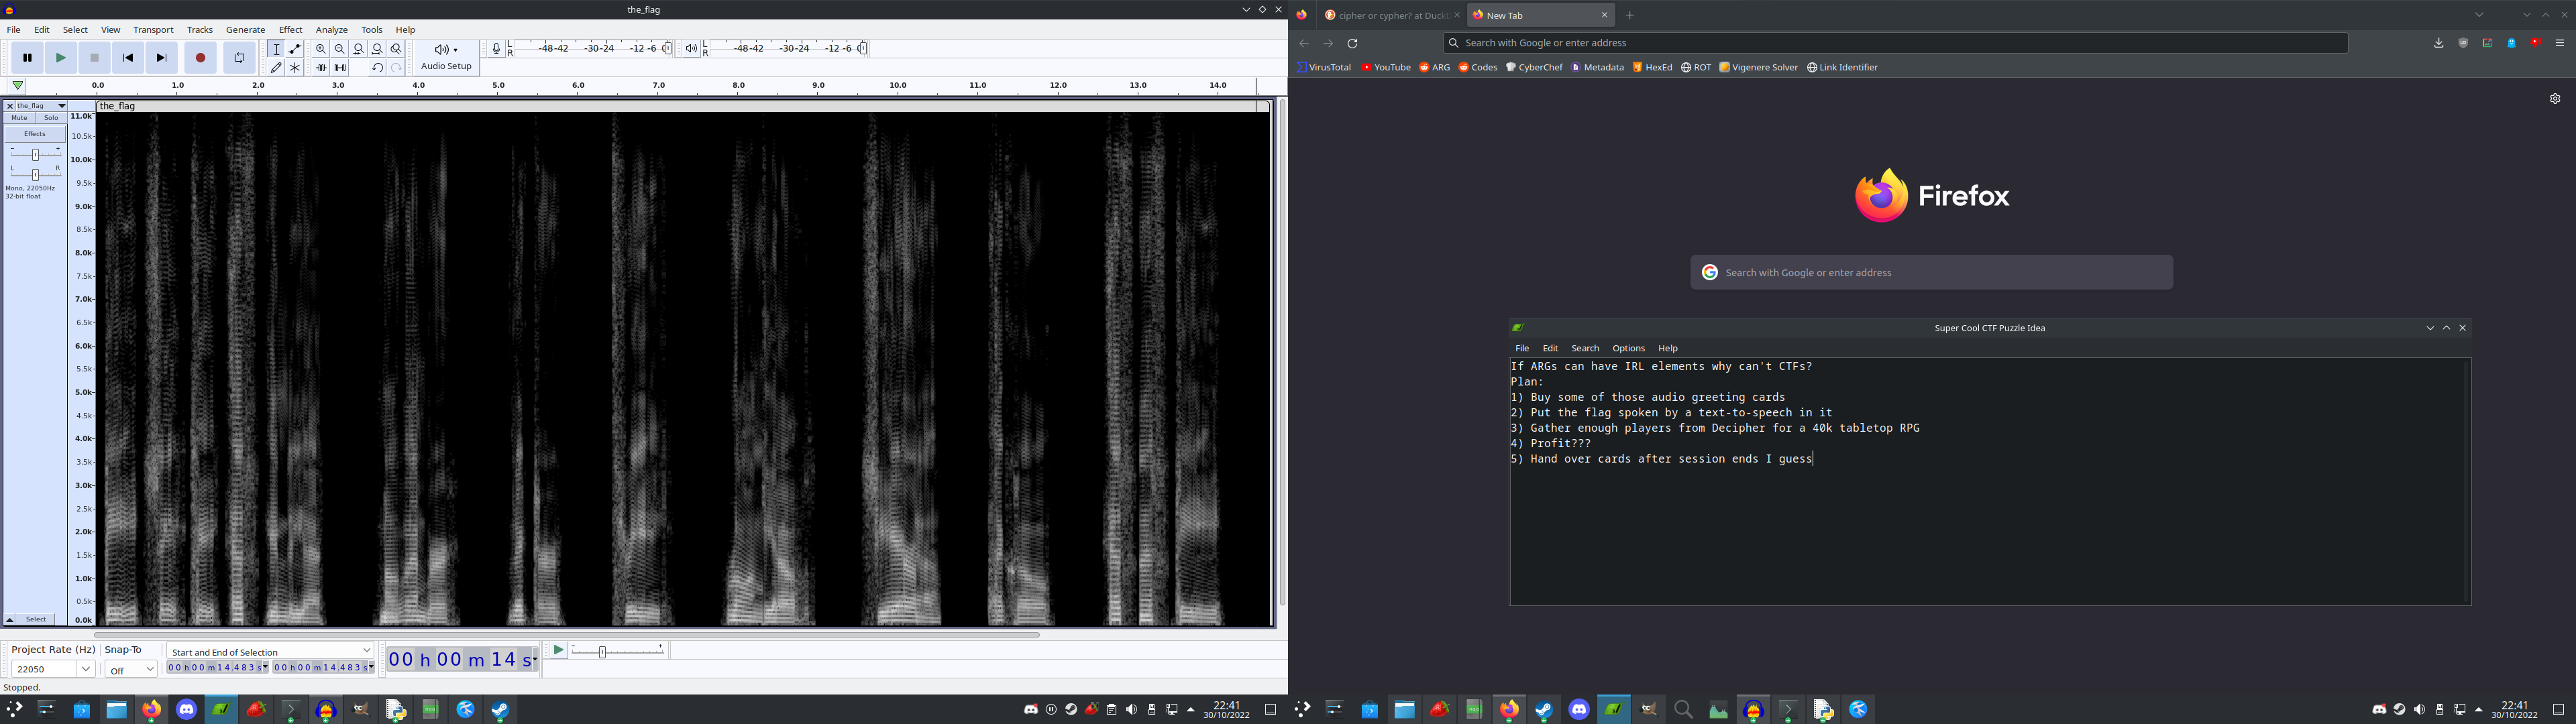 the_flag
File Edit Select View Transport Tracks Generate Effect Analyze Tools Help
L R -48 -42 -30 -24 -12 -6 0
L R -48 -42 -30 -24 -12 -6 0
Audio Setup
0.0 1.0 2.0 3.0 4.0 5.0 6.0 7.0 8.0 9.0 10.0 11.0 12.0 13.0 14.0
the_flag
the_flag
Mute Solo
Effects
- +
L R
Mono, 22050Hz
32-bit float
Select
11.0k
10.5k
10.0k
9.5k
9.0k
8.5k
8.0k
7.5k
7.0k
6.5k
6.0k
5.5k
5.0k
4.5k
4.0k
3.5k
3.0k
2.5k
2.0k
1.5k
1.0k
0.5k
0.0k
Project Rate (Hz) Snap-To Start and End of Selection
22050 Off 00 h 00 m 14.483 s 00 h 00 m 14.483 s
00 h 00 m 14 s
- +
Stopped.
22:41
30/10/2022
cipher or cypher? at Duck
New Tab
Search with Google or enter address
VirusTotal YouTube ARG Codes CyberChef Metadata HexEd ROT Vigenere Solver Link Identifier
Firefox
Search with Google or enter address
Super Cool CTF Puzzle Idea
File Edit Search Options Help
If ARGs can have IRL elements why can't CTFs?
Plan:
1) Buy some of those audio greeting cards
2) Put the flag spoken by a text-to-speech in it
3) Gather enough players from Decipher for a 40k tabletop RPG
4) Profit???
5) Hand over cards after session ends I guess
22:41
30/10/2022